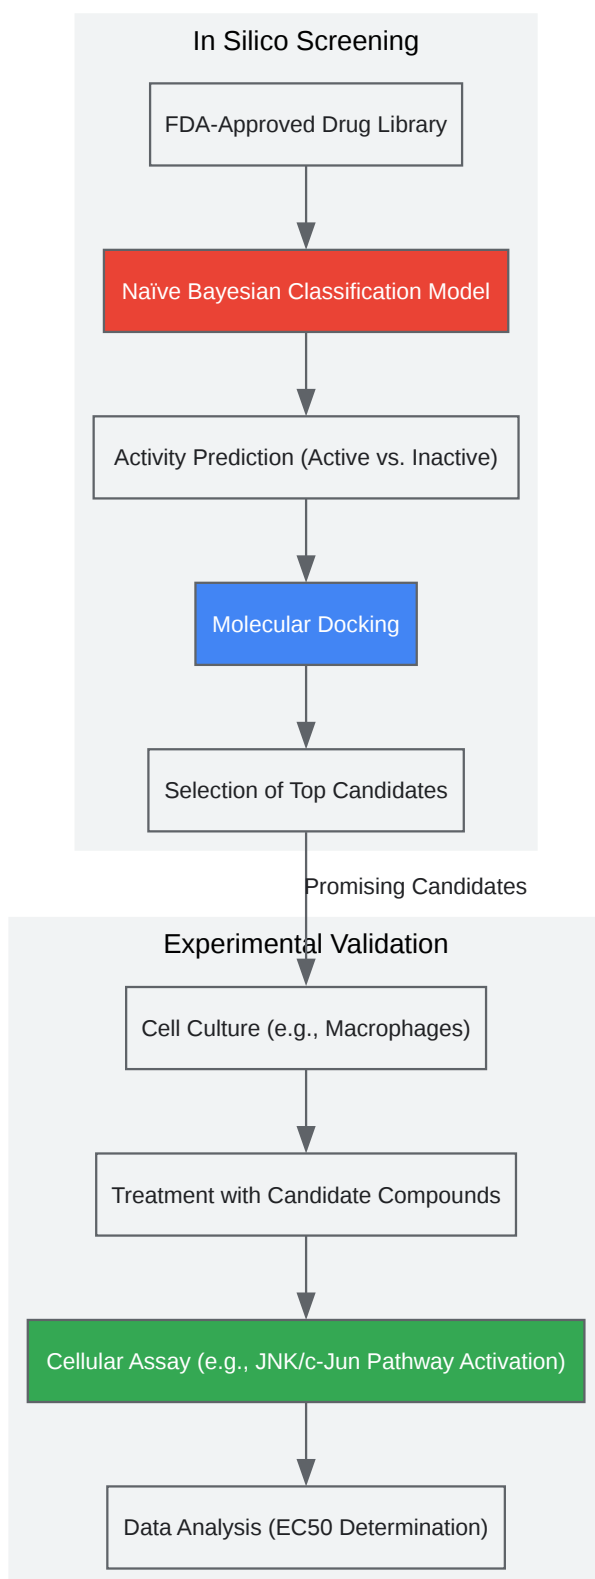 In Silico Screening
FDA-Approved Drug Library
Naïve Bayesian Classification Model
Activity Prediction (Active vs. Inactive)
Molecular Docking
Selection of Top Candidates
Promising Candidates
Experimental Validation
Cell Culture (e.g., Macrophages)
Treatment with Candidate Compounds
Cellular Assay (e.g., JNK/c-Jun Pathway Activation)
Data Analysis (EC50 Determination)